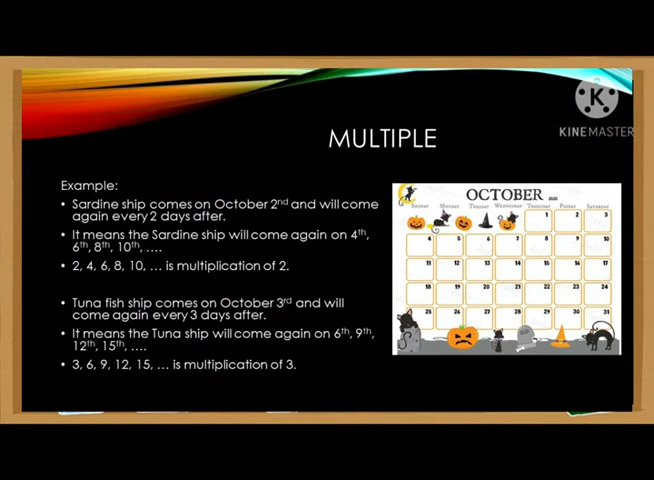 KINEMASTER
MULTIPLE
Example:
• Sardine ship comes on October 2nd and will come
again every 2 days after.
• It means the Sardine ship will come again on 4th,
6th, 8th, 10th, ....
• 2, 4, 6, 8, 10, ... is multiplication of 2.
• Tuna fish ship comes on October 3rd and will
come again every 3 days after.
• It means the Tuna ship will come again on 6th, 9th,
12th, 15th, ....
• 3, 6, 9, 12, 15, ... is multiplication of 3.
OCTOBER 2020
Sunday Monday Tuesday Wednesday Thursday Friday Saturday
1 2 3
4 5 6 7 8 9 10
11 12 13 14 15 16 17
18 19 20 21 22 23 24
25 26 27 28 29 30 31